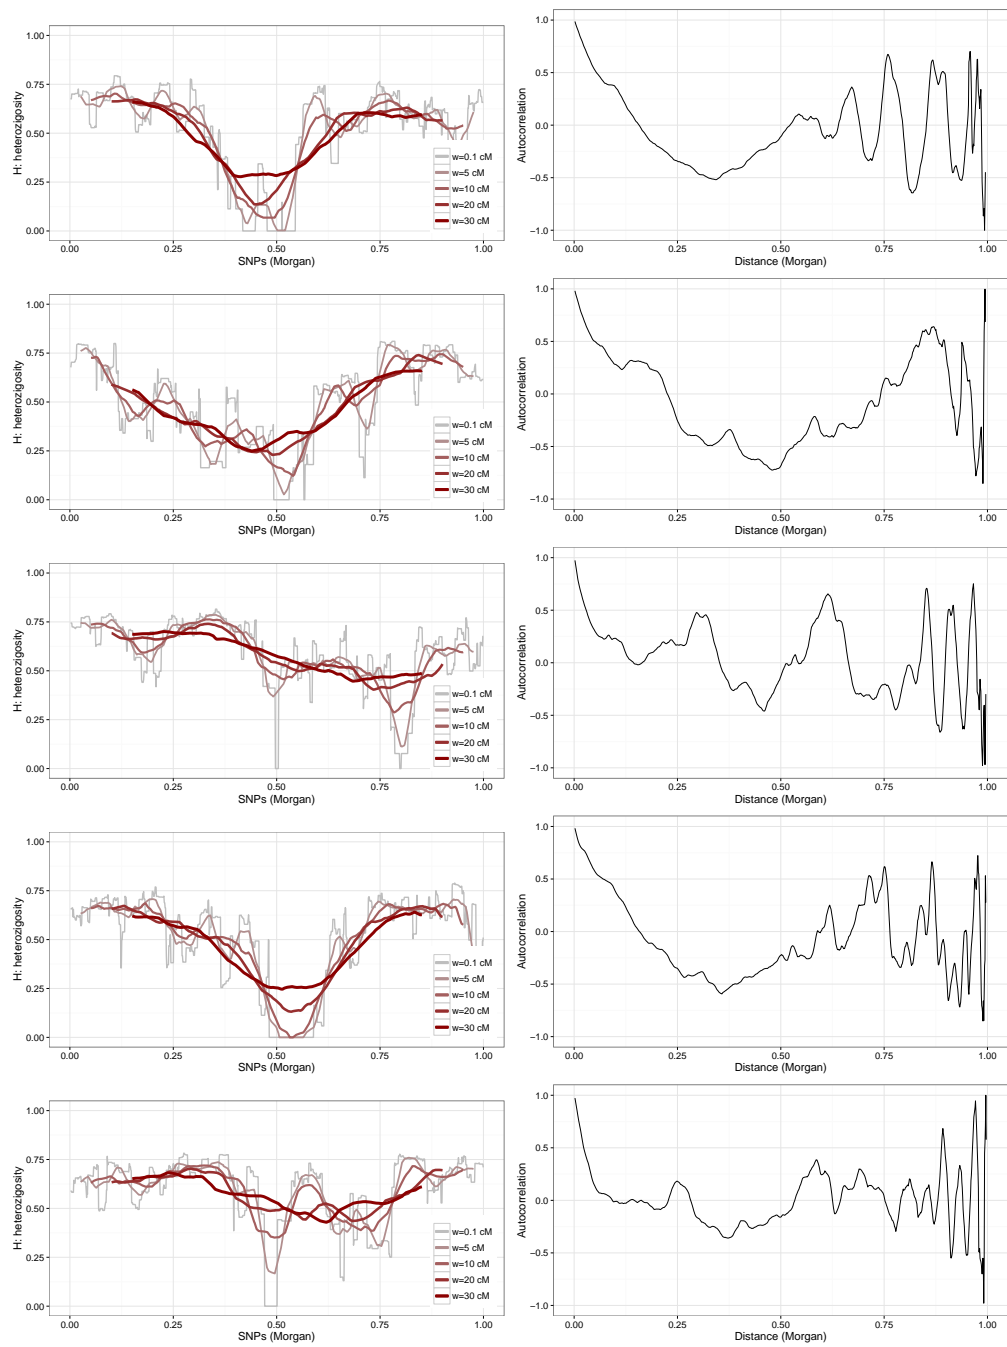 1.00
0.75
0.50
0.25
0.00
H: heterozigosity
w=0.1 cM
w=5 cM
w=10 cM
w=20 cM
w=30 cM
0.00 0.25 0.50 0.75 1.00
SNPs (Morgan)
1.0
0.5
0.0
−0.5
−1.0
Autocorrelation
0.00 0.25 0.50 0.75 1.00
Distance (Morgan)
1.00
0.75
0.50
0.25
0.00
H: heterozigosity
w=0.1 cM
w=5 cM
w=10 cM
w=20 cM
w=30 cM
0.00 0.25 0.50 0.75 1.00
SNPs (Morgan)
1.0
0.5
0.0
−0.5
−1.0
Autocorrelation
0.00 0.25 0.50 0.75 1.00
Distance (Morgan)
1.00
0.75
0.50
0.25
0.00
H: heterozigosity
w=0.1 cM
w=5 cM
w=10 cM
w=20 cM
w=30 cM
0.00 0.25 0.50 0.75 1.00
SNPs (Morgan)
1.0
0.5
0.0
−0.5
−1.0
Autocorrelation
0.00 0.25 0.50 0.75 1.00
Distance (Morgan)
1.00
0.75
0.50
0.25
0.00
H: heterozigosity
w=0.1 cM
w=5 cM
w=10 cM
w=20 cM
w=30 cM
0.00 0.25 0.50 0.75 1.00
SNPs (Morgan)
1.0
0.5
0.0
−0.5
−1.0
Autocorrelation
0.00 0.25 0.50 0.75 1.00
Distance (Morgan)
1.00
0.75
0.50
0.25
0.00
H: heterozigosity
w=0.1 cM
w=5 cM
w=10 cM
w=20 cM
w=30 cM
0.00 0.25 0.50 0.75 1.00
SNPs (Morgan)
1.0
0.5
0.0
−0.5
−1.0
Autocorrelation
0.00 0.25 0.50 0.75 1.00
Distance (Morgan)